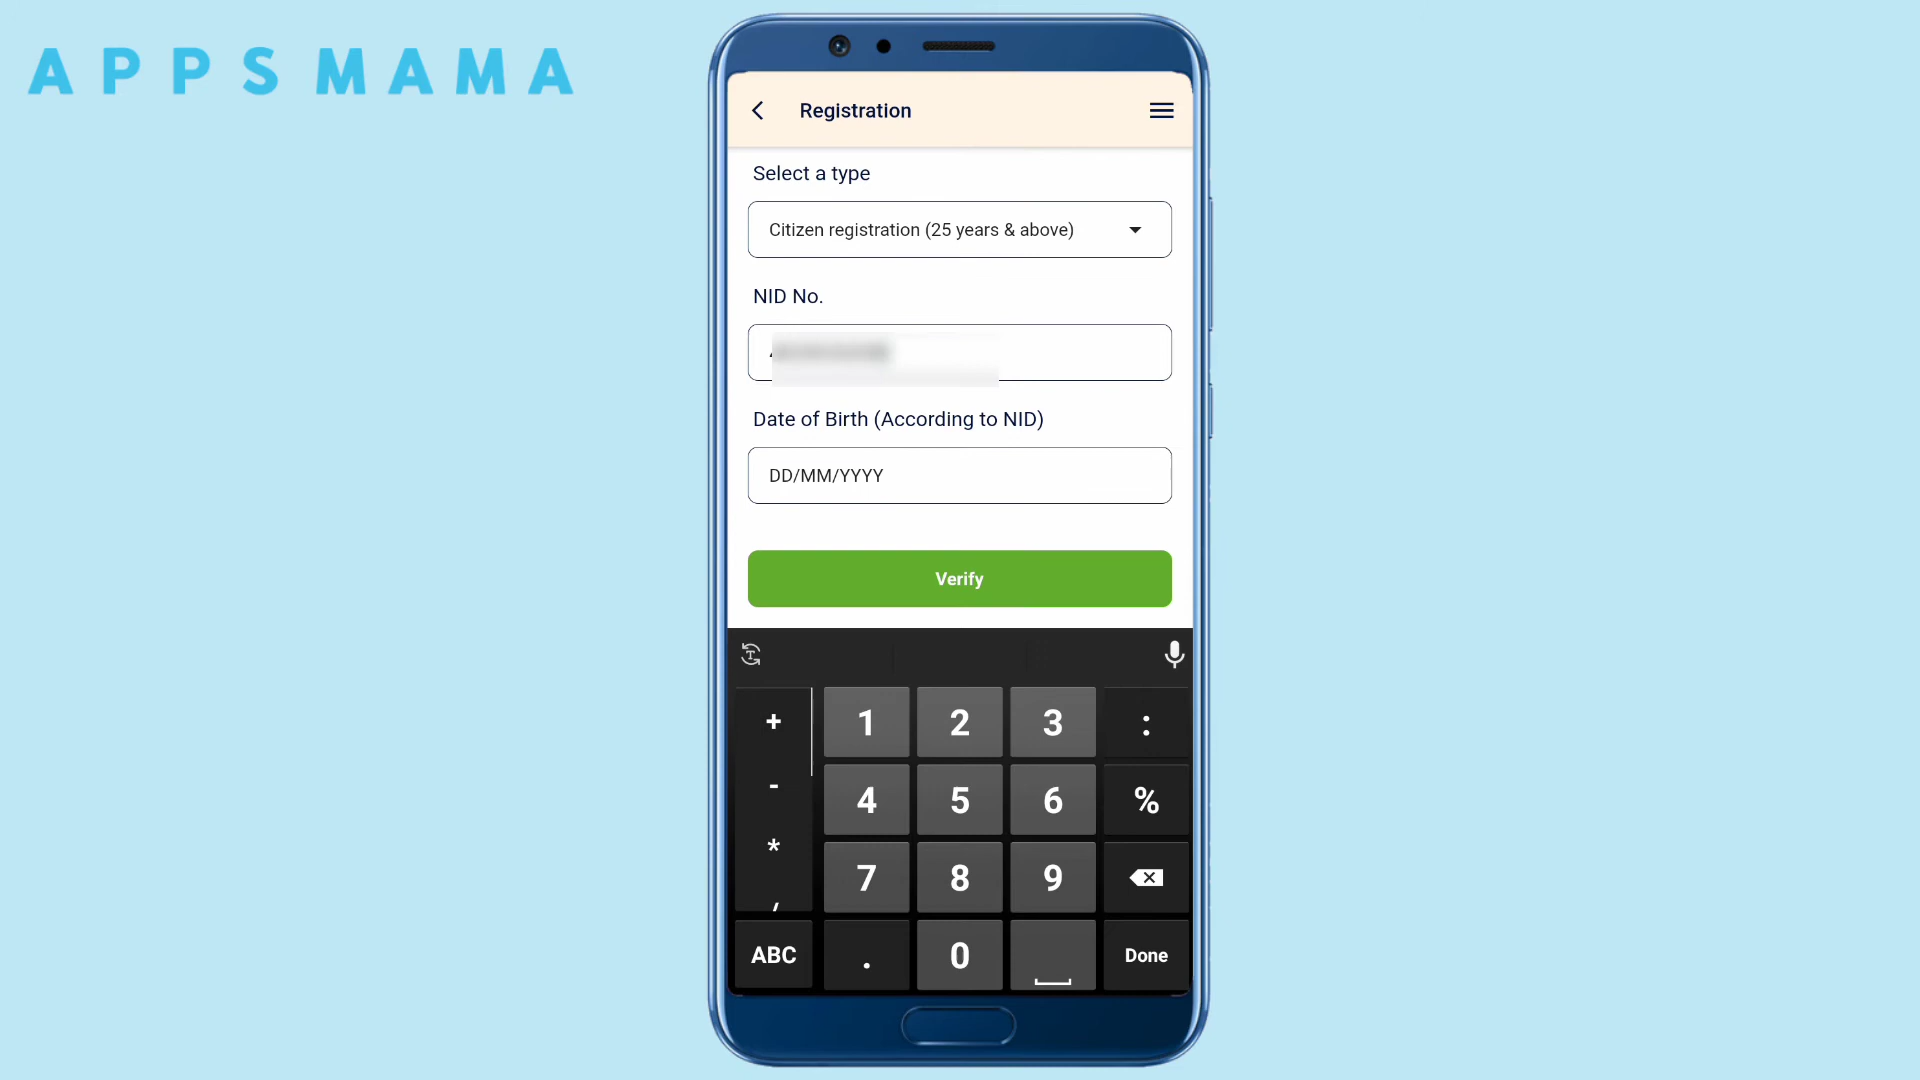 APPSMAMA
Registration
Select a type
Citizen registration (25 years & above)
NID No.
Date of Birth (According to NID)
DD/MM/YYYY
Verify
+ 1 2 3 :
- 4 5 6 %
* 7 8 9
/
ABC . 0 Done